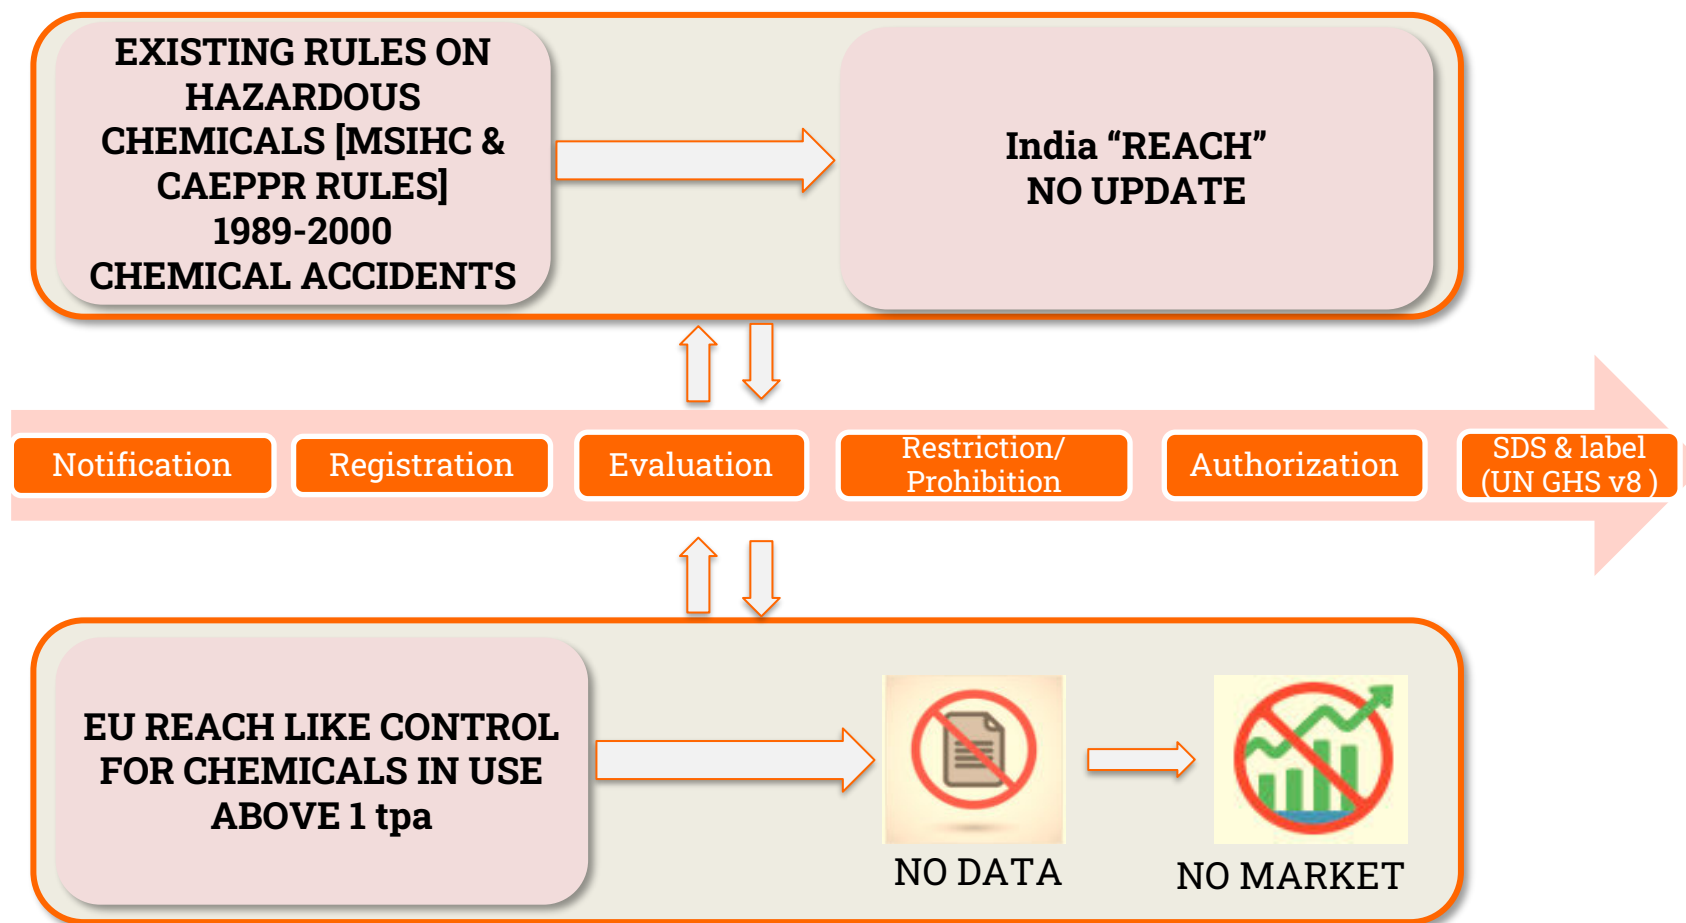 EXISTING RULES ON
HAZARDOUS
CHEMICALS [MSIHC &
CAEPPR RULES]
1989-2000
CHEMICAL ACCIDENTS
India “REACH”
NO UPDATE
Notification
Registration
Evaluation
Restriction/
Prohibition
Authorization
SDS & label
(UN GHS v8 )
EU REACH LIKE CONTROL
FOR CHEMICALS IN USE
ABOVE 1 tpa
NO DATA
NO MARKET